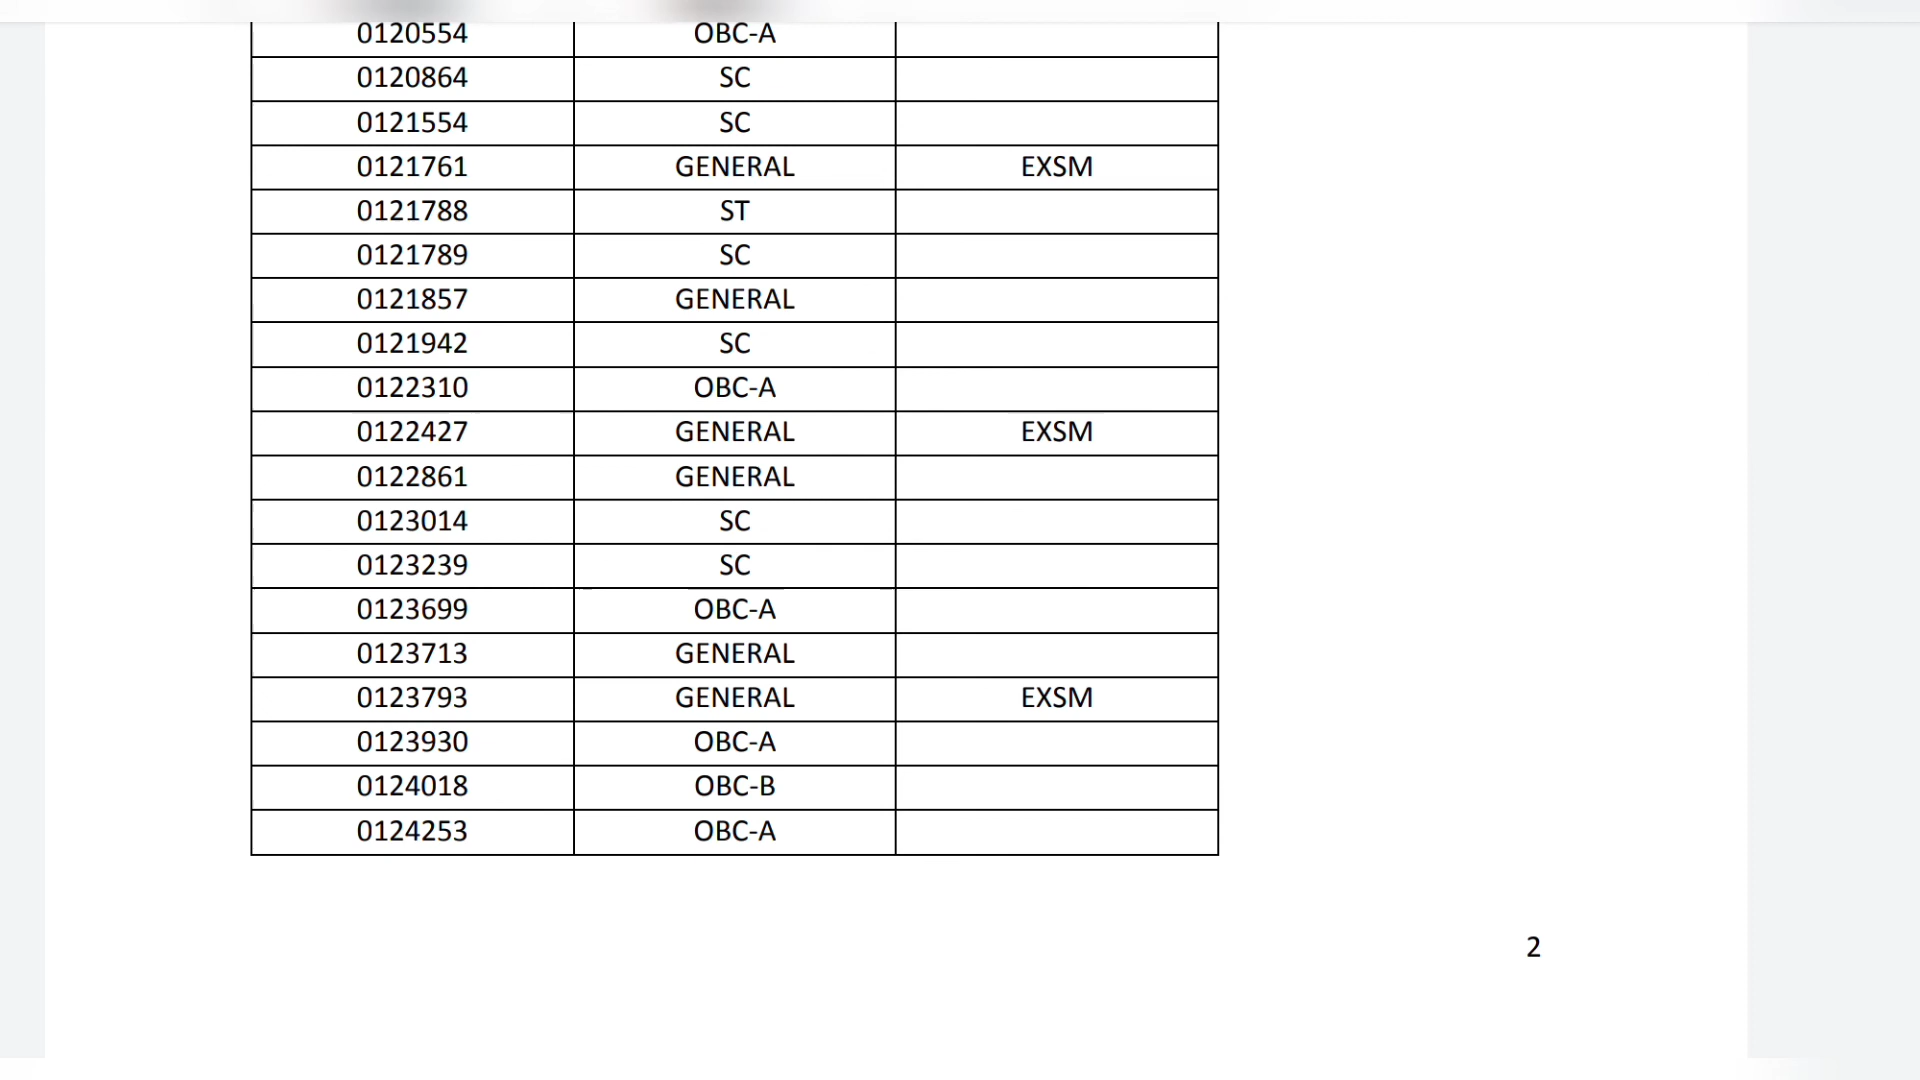 0120554 OBC-A
0120864 SC
0121554 SC
0121761 GENERAL EXSM
0121788 ST
0121789 SC
0121857 GENERAL
0121942 SC
0122310 OBC-A
0122427 GENERAL EXSM
0122861 GENERAL
0123014 SC
0123239 SC
0123699 OBC-A
0123713 GENERAL
0123793 GENERAL EXSM
0123930 OBC-A
0124018 OBC-B
0124253 OBC-A
2